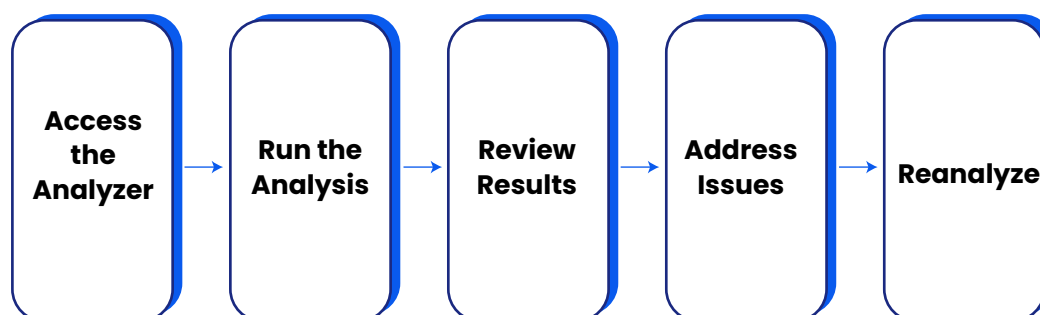 Access
the
Analyzer
Run the
Analysis
Review
Results
Address
Issues
Reanalyze